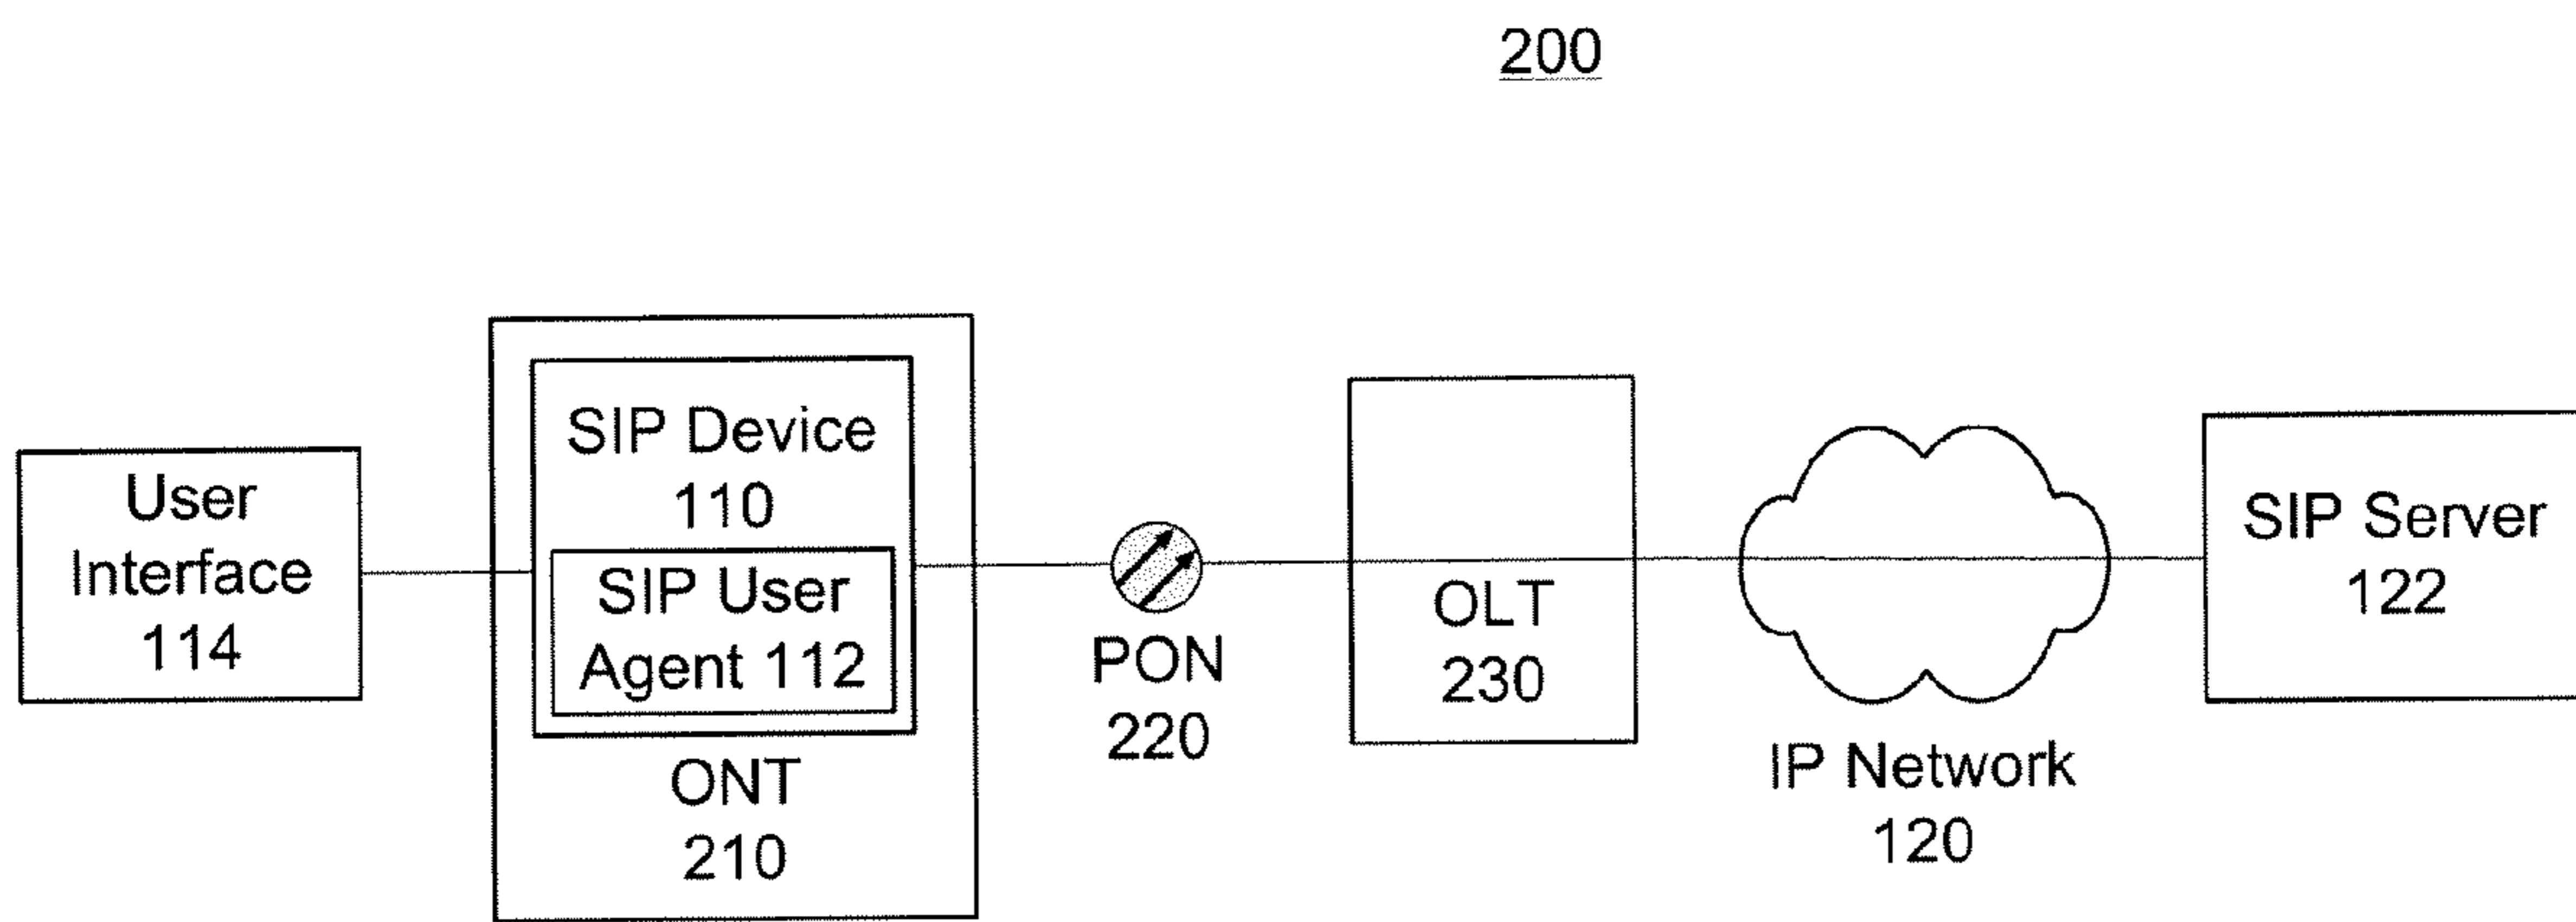 200
User
Interface
114
SIP Device
110
SIP User
Agent 112
ONT
210
PON
220
OLT
230
IP Network
120
SIP Server
122